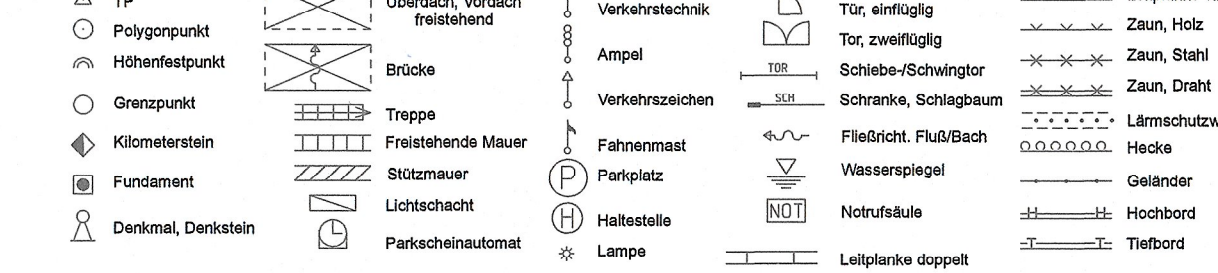 TP
Polygonpunkt
Höhenfestpunkt
Grenzpunkt
Kilometerstein
Fundament
Denkmal, Denkstein
Überdach, Vordach
freistehend
Brücke
Treppe
Freistehende Mauer
Stützmauer
Lichtschacht
Parkscheinautomat
Verkehrstechnik
Ampel
Verkehrszeichen
Fahnenmast
P
Parkplatz
H
Haltestelle
Lampe
Tür, einflüglig
Tor, zweiflüglig
TOR
Schiebe-/Schwingtor
SCH
Schranke, Schlagbaum
Fließricht. Fluß/Bach
Wasserspiegel
NOT
Notrufsäule
Leitplanke doppelt
Zaun, Holz
Zaun, Stahl
Zaun, Draht
Lärmschutzw
Hecke
Geländer
H H
Hochbord
T T
Tiefbord